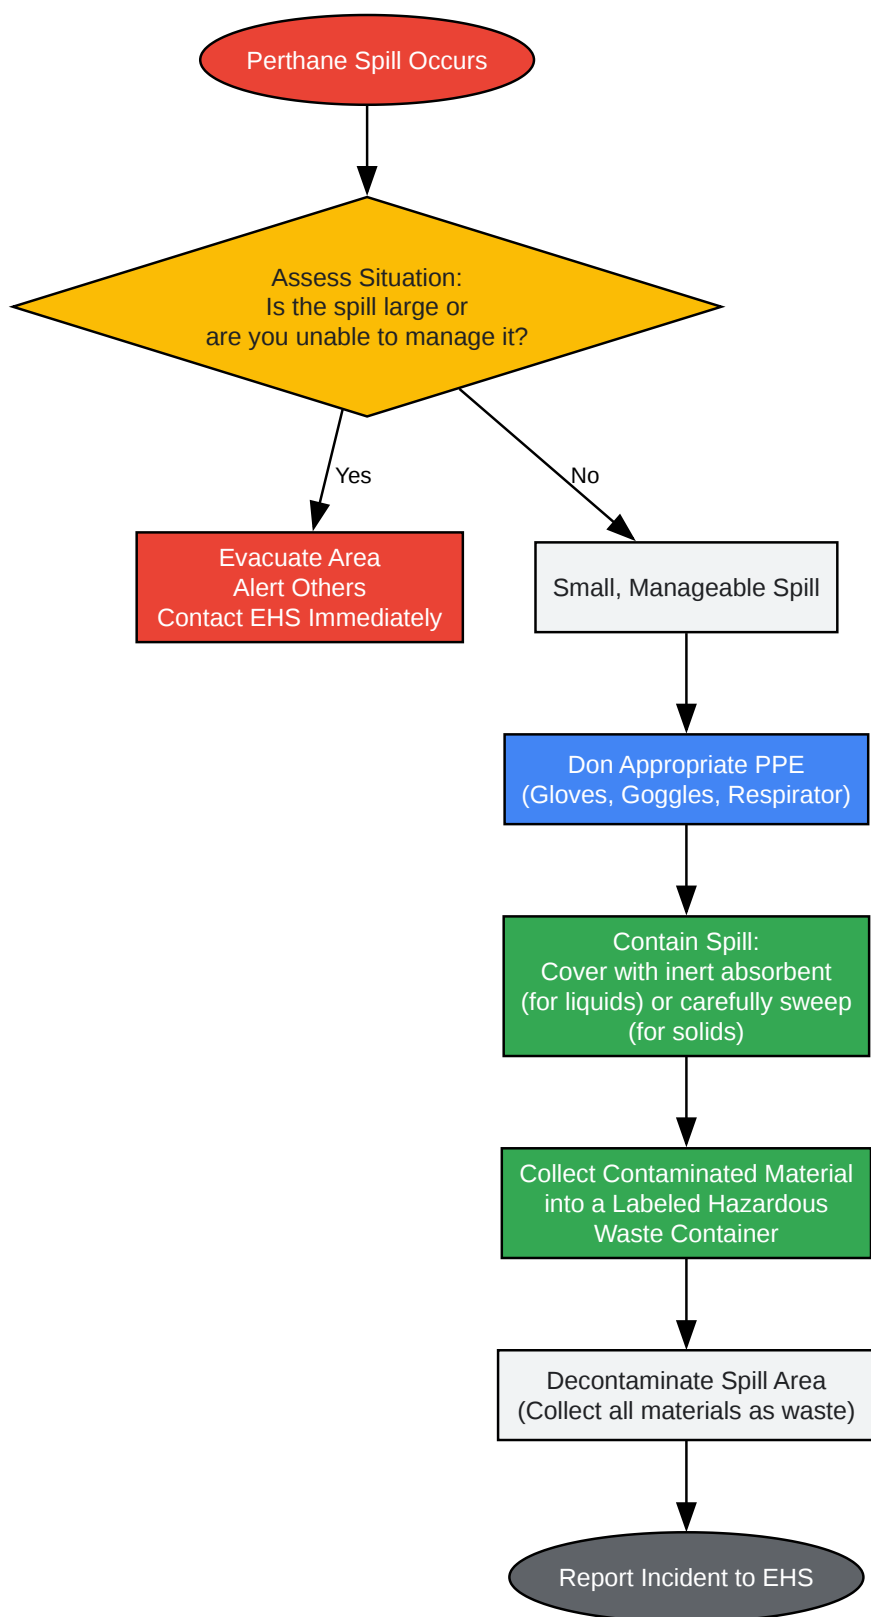 Perthane Spill Occurs
Assess Situation:
Is the spill large or
are you unable to manage it?
Yes
No
Evacuate Area
Alert Others
Contact EHS Immediately
Small, Manageable Spill
Don Appropriate PPE
(Gloves, Goggles, Respirator)
Contain Spill:
Cover with inert absorbent
(for liquids) or carefully sweep
(for solids)
Collect Contaminated Material
into a Labeled Hazardous
Waste Container
Decontaminate Spill Area
(Collect all materials as waste)
Report Incident to EHS